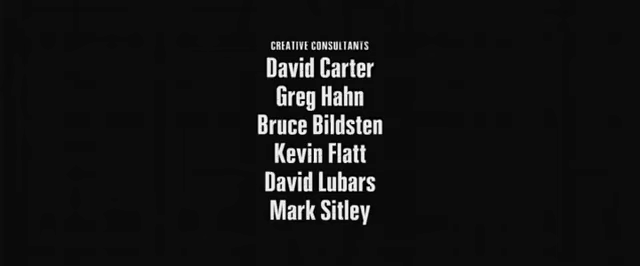 CREATIVE CONSULTANTS
David Carter
Greg Hahn
Bruce Bildsten
Kevin Flatt
David Lubars
Mark Sitley